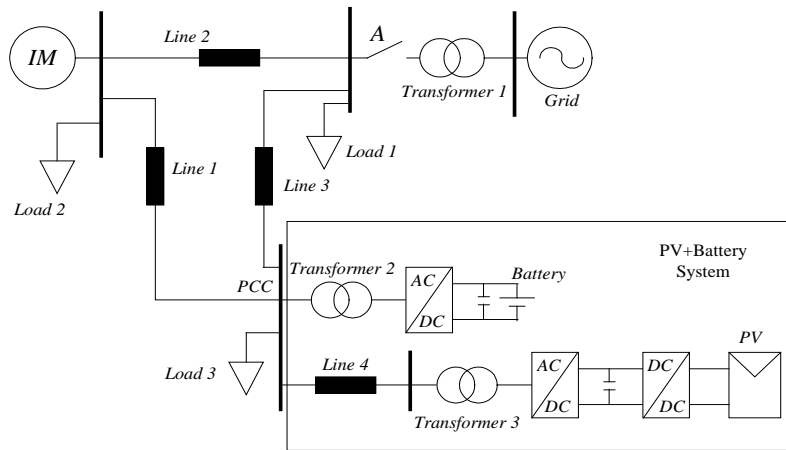 IM
Line 2
A
Transformer 1
Grid
Load 1
Line 1
Line 3
Load 2
PV+Battery
System
Transformer 2
PCC
AC
DC
Battery
Load 3
Line 4
Transformer 3
AC
DC
DC
DC
PV